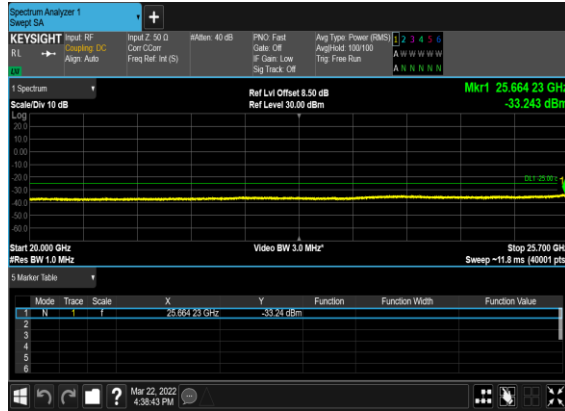 Spectrum Analyzer 1
Swept SA
+
KEYSIGHT Input: RF Input Z: 50 Ω #Atten: 40 dB PNO: Fast Avg Type: Power (RMS) 1 2 3 4 5 6
RL Coupling: DC Corr CCorr Gate: Off Avg|Hold: 100/100 A W W W W W
Align: Auto Freq Ref: Int (S) IF Gain: Low Trig: Free Run
Sig Track: Off A N N N N N
1 Spectrum Ref Lvl Offset 8.50 dB Mkr1 25.664 23 GHz
Scale/Div 10 dB Ref Level 30.00 dBm -33.243 dBm
Log
20.0
10.0
0.00
-10.0
-20.0
DL1 -25.00
-30.0
-40.0
-50.0
-60.0
Start 20.000 GHz Video BW 3.0 MHz* Stop 25.700 GH
#Res BW 1.0 MHz Sweep ~11.8 ms (40001 pts
5 Marker Table
Mode Trace Scale X Y Function Function Width Function Value
1 N 1 f 25.664 23 GHz -33.24 dBm
2
3
4
5
6
? Mar 22, 2022
4:38:43 PM